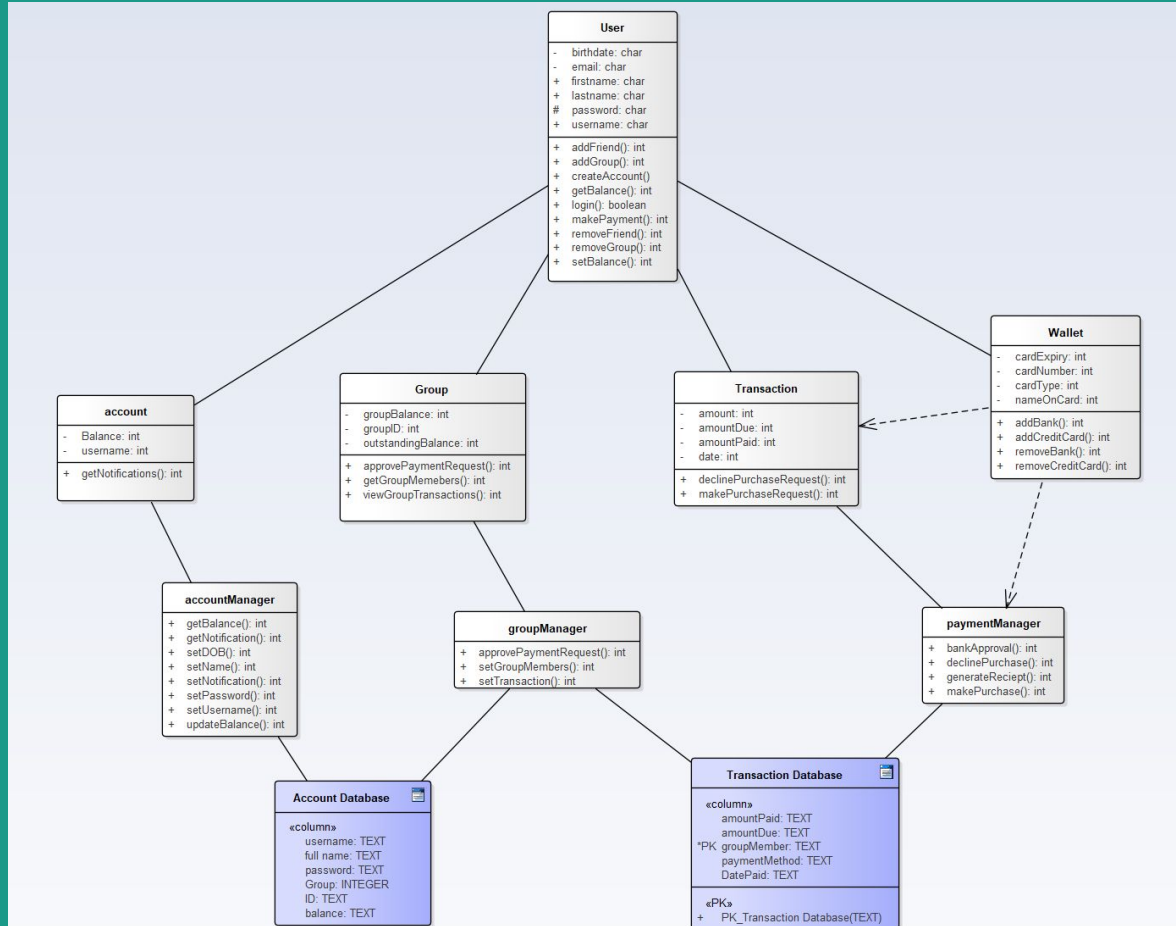 User
- birthdate: char
- email: char
+ firstname: char
+ lastname: char
# password: char
+ username: char
+ addFriend(): int
+ addGroup(): int
+ createAccount()
+ getBalance(): int
+ login(): boolean
+ makePayment(): int
+ removeFriend(): int
+ removeGroup(): int
+ setBalance(): int
account
- Balance: int
- username: int
+ getNotifications(): int
Group
- groupBalance: int
- groupID: int
- outstandingBalance: int
+ approvePaymentRequest(): int
+ getGroupMemebers(): int
+ viewGroupTransactions(): int
Transaction
- amount: int
- amountDue: int
- amountPaid: int
- date: int
+ declinePurchaseRequest(): int
+ makePurchaseRequest(): int
Wallet
- cardExpiry: int
- cardNumber: int
- cardType: int
- nameOnCard: int
+ addBank(): int
+ addCreditCard(): int
+ removeBank(): int
+ removeCreditCard(): int
accountManager
+ getBalance(): int
+ getNotification(): int
+ setDOB(): int
+ setName(): int
+ setNotification(): int
+ setPassword(): int
+ setUsername(): int
+ updateBalance(): int
groupManager
+ approvePaymentRequest(): int
+ setGroupMembers(): int
+ setTransaction(): int
paymentManager
+ bankApproval(): int
+ declinePurchase(): int
+ generateReciept(): int
+ makePurchase(): int
Account Database
«column»
username: TEXT
full name: TEXT
password: TEXT
Group: INTEGER
ID: TEXT
balance: TEXT
Transaction Database
«column»
amountPaid: TEXT
amountDue: TEXT
*PK groupMember: TEXT
paymentMethod: TEXT
DatePaid: TEXT
«PK»
+ PK_Transaction Database(TEXT)